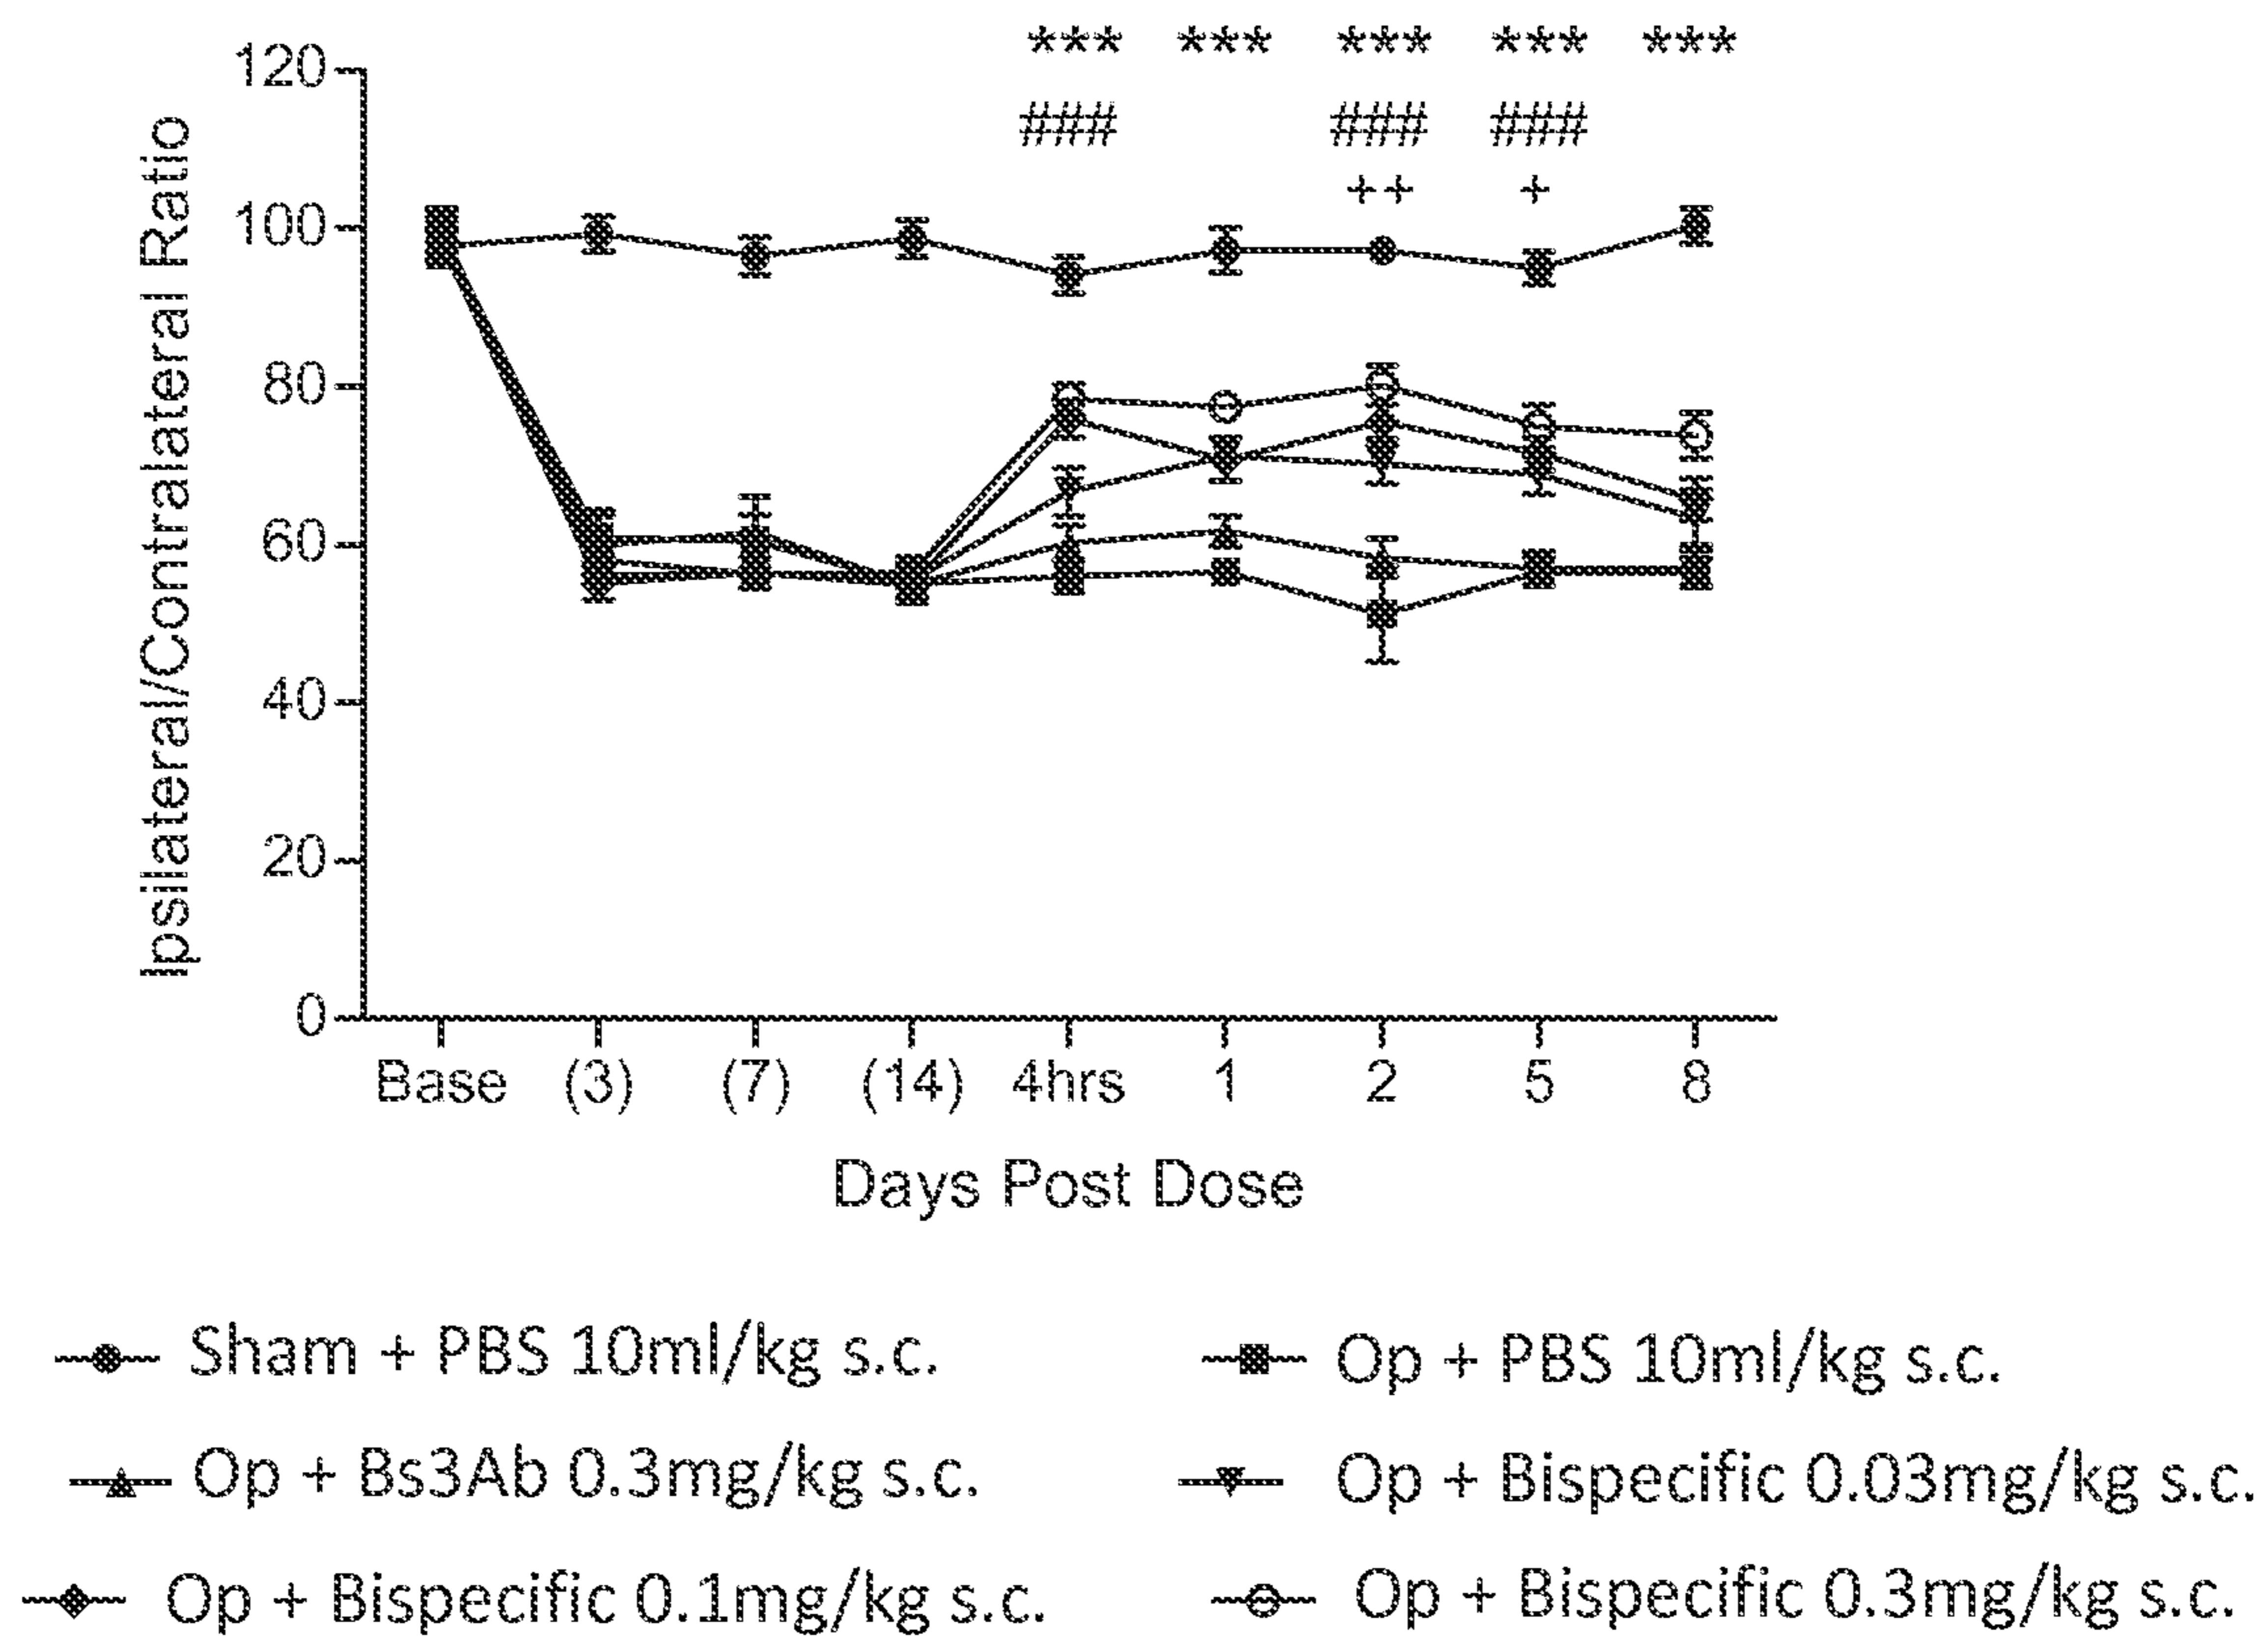 *** *** *** *** ***
### ### ###
++ +
120
100
80
60
40
20
0
Ipsilateral/Contralateral Ratio
Base (3) (7) (14) 4hrs 1 2 5 8
Days Post Dose
Sham + PBS 10ml/kg s.c.
Op + PBS 10ml/kg s.c.
Op + Bs3Ab 0.3mg/kg s.c.
Op + Bispecific 0.03mg/kg s.c.
Op + Bispecific 0.1mg/kg s.c.
Op + Bispecific 0.3mg/kg s.c.